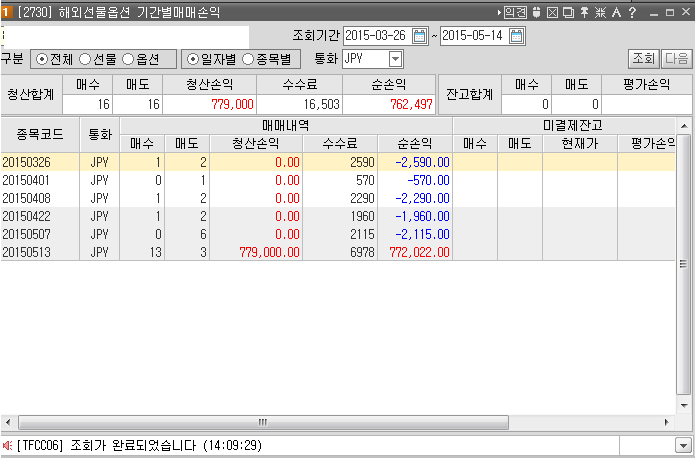 1 [2730] 해외선물옵션 기간별매매손익 의견 A ?
조회기간 2015-03-26 ~ 2015-05-14
구분 전체 선물 옵션 일자별 종목별 통화 JPY 조회 다음
청산합계 매수 매도 청산손익 수수료 순손익 잔고합계 매수 매도 평가손익
16 16 779,000 16,503 762,497 0 0
종목코드 통화 매매내역 미결제잔고
매수 매도 청산손익 수수료 순손익 매수 매도 현재가 평가손익
20150326 JPY 1 2 0.00 2590 -2,590.00
20150401 JPY 0 1 0.00 570 -570.00
20150408 JPY 1 2 0.00 2290 -2,290.00
20150422 JPY 1 2 0.00 1960 -1,960.00
20150507 JPY 0 6 0.00 2115 -2,115.00
20150513 JPY 13 3 779,000.00 6978 772,022.00
[TFCC06] 조회가 완료되었습니다 (14:09:29)